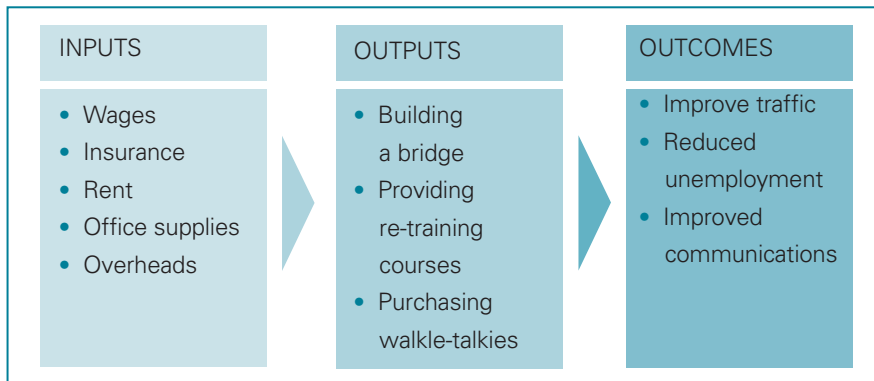 INPUTS
• Wages
• Insurance
• Rent
• Office supplies
• Overheads
OUTPUTS
• Building
a bridge
• Providing
re-training
courses
• Purchasing
walkle-talkies
OUTCOMES
• Improve traffic
• Reduced
unemployment
• Improved
communications